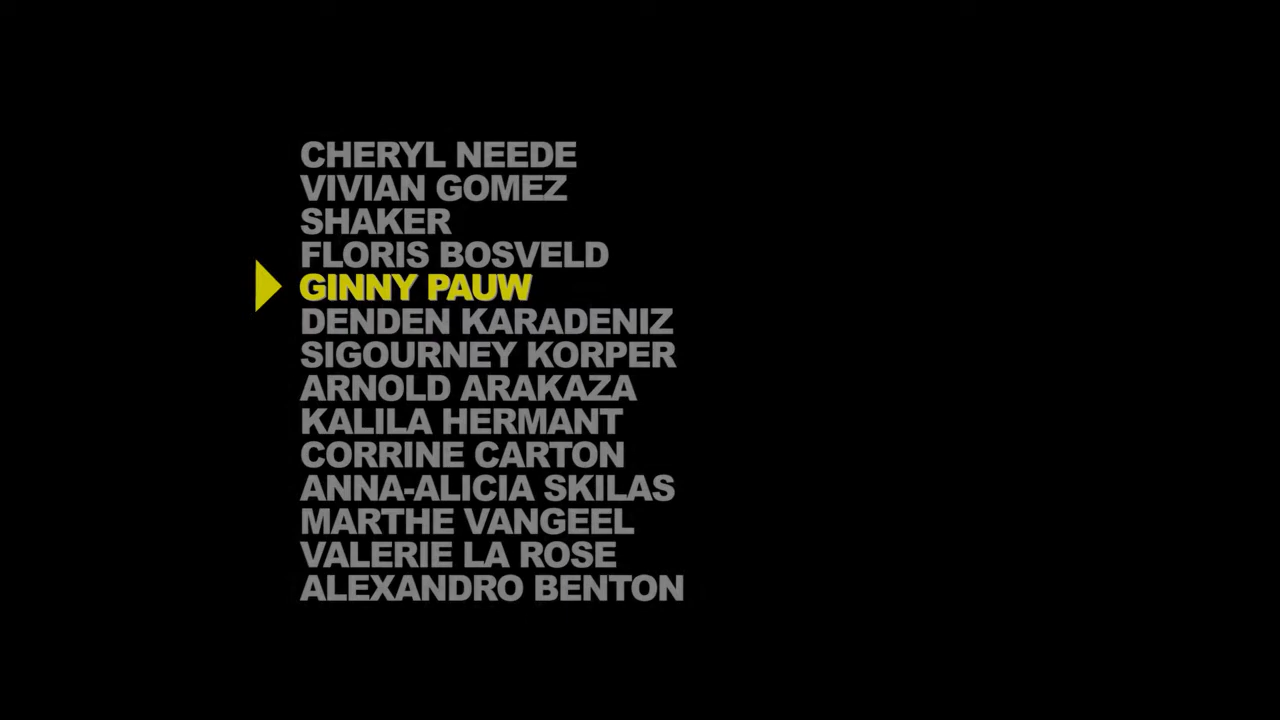 CHERYL NEEDE
VIVIAN GOMEZ
SHAKER
FLORIS BOSVELD
GINNY PAUW
DENDEN KARADENIZ
SIGOURNEY KORPER
ARNOLD ARAKAZA
KALILA HERMANT
CORRINE CARTON
ANNA-ALICIA SKILAS
MARTHE VANGEEL
VALERIE LA ROSE
ALEXANDRO BENTON